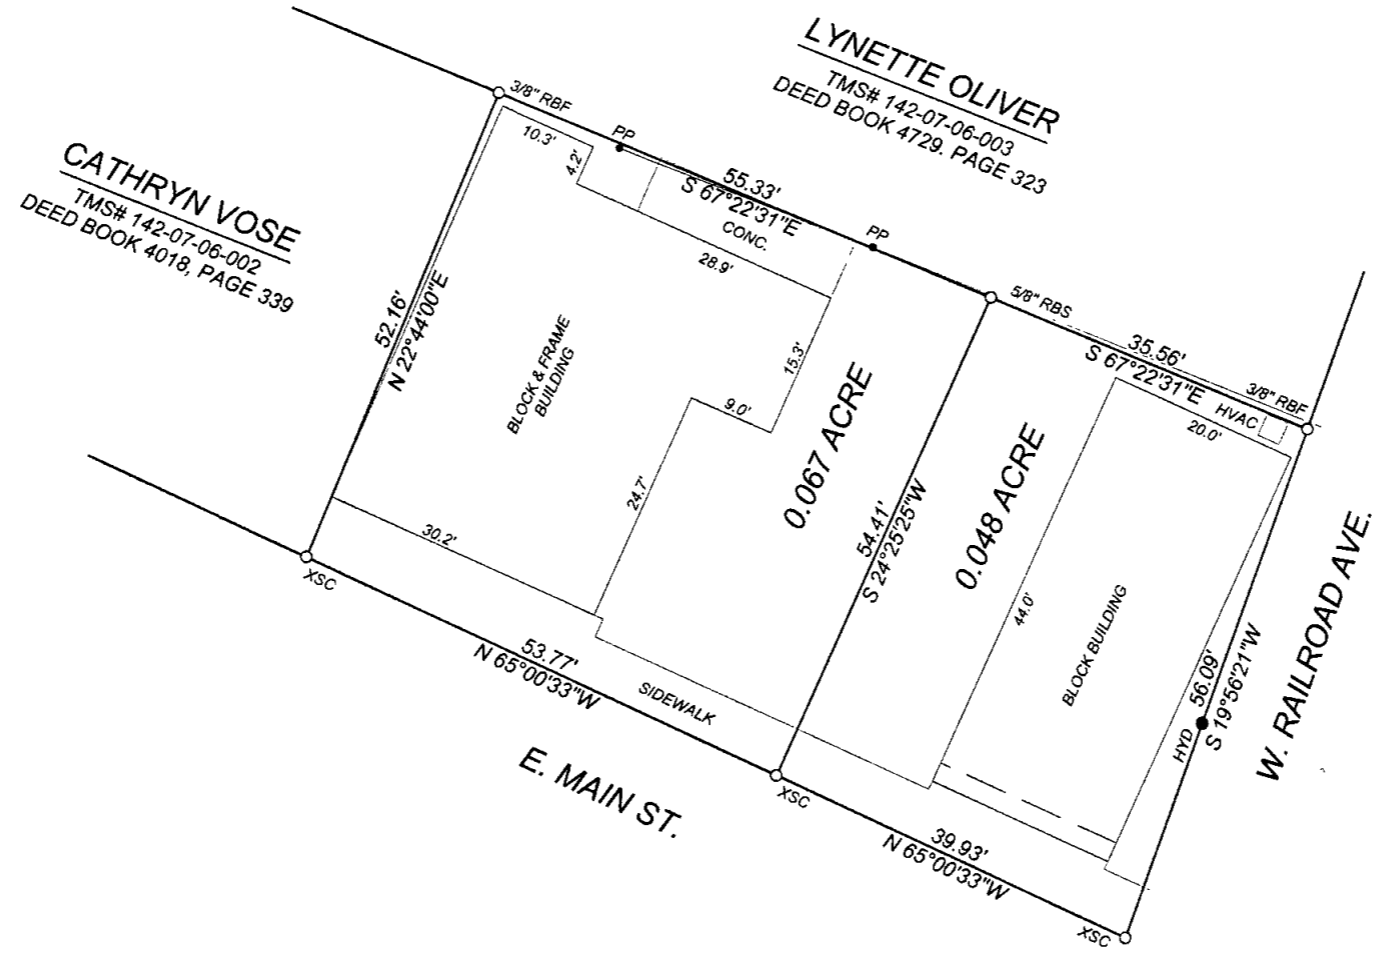 LYNETTE OLIVER
TMS# 142-07-06-003
DEED BOOK 4729. PAGE 323
CATHRYN VOSE
TMS# 142-07-06-002
DEED BOOK 4018, PAGE 339
3/8" RBF
PP
10.3'
4.2'
55.33'
S 67°22'31"E
CONC.
28.9'
PP
5/8" RBS
35.56'
S 67°22'31"E
3/8" RBF
HVAC
20.0'
52.16'
N 22°44'00"E
BLOCK & FRAME
BUILDING
15.3'
9.0'
24.7'
30.2'
0.067 ACRE
54.41'
S 24°25'25"W
0.048 ACRE
44.0'
BLOCK BUILDING
56.09'
S 19°56'21"W
HYD
W. RAILROAD AVE.
XSC
53.77'
N 65°00'33"W
SIDEWALK
E. MAIN ST.
XSC
39.93'
N 65°00'33"W
XSC